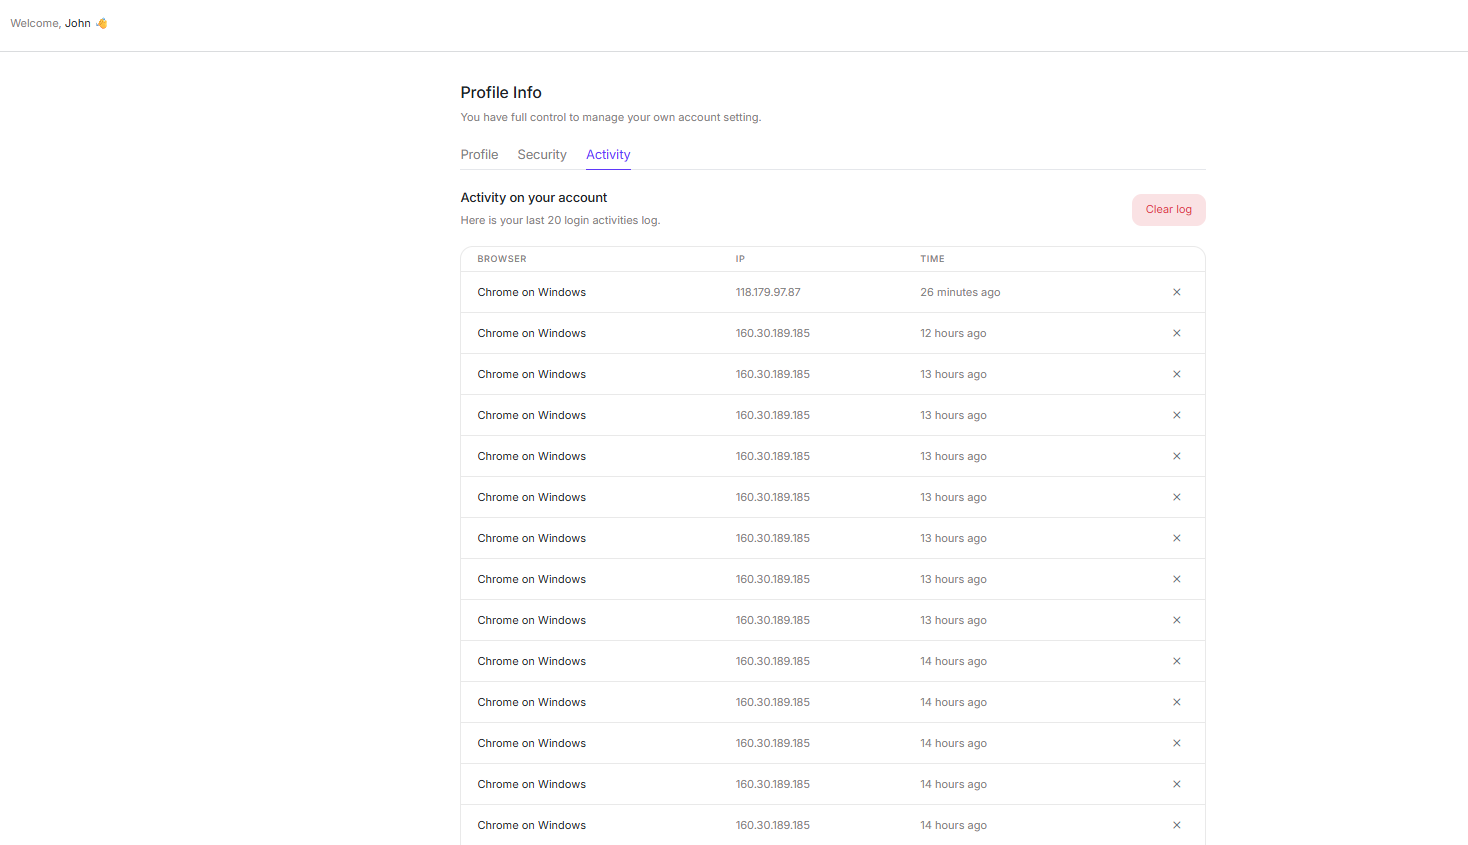 Welcome, John 👋
Profile Info
You have full control to manage your own account setting.
Profile Security Activity
Activity on your account
Here is your last 20 login activities log.
Clear log
BROWSER IP TIME
Chrome on Windows 118.179.97.87 26 minutes ago
Chrome on Windows 160.30.189.185 12 hours ago
Chrome on Windows 160.30.189.185 13 hours ago
Chrome on Windows 160.30.189.185 13 hours ago
Chrome on Windows 160.30.189.185 13 hours ago
Chrome on Windows 160.30.189.185 13 hours ago
Chrome on Windows 160.30.189.185 13 hours ago
Chrome on Windows 160.30.189.185 13 hours ago
Chrome on Windows 160.30.189.185 13 hours ago
Chrome on Windows 160.30.189.185 14 hours ago
Chrome on Windows 160.30.189.185 14 hours ago
Chrome on Windows 160.30.189.185 14 hours ago
Chrome on Windows 160.30.189.185 14 hours ago
Chrome on Windows 160.30.189.185 14 hours ago